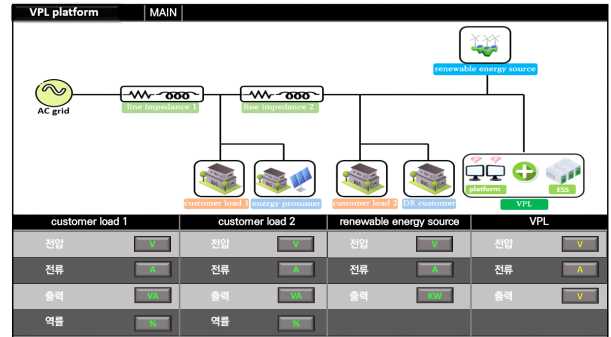 VPL platform MAIN
renewable energy source
AC grid
line impedance 1 line impedance 2
platform ESS
customer load 1 energy prosumer customer load 2 DR customer VPL
customer load 1 customer load 2 renewable energy source VPL
전압 V 전압 V 전압 V 전압 V
전류 A 전류 A 전류 A 전류 A
출력 VA 출력 VA 출력 KW 출력 V
역률 % 역률 %